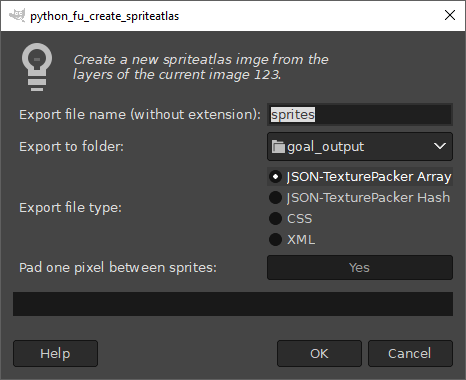 python_fu_create_spriteatlas
Create a new spriteatlas imge from the
layers of the current image 123.
Export file name (without extension): sprites
Export to folder: goal_output
JSON-TexturePacker Array
JSON-TexturePacker Hash
Export file type:
CSS
XML
Pad one pixel between sprites: Yes
Help OK Cancel